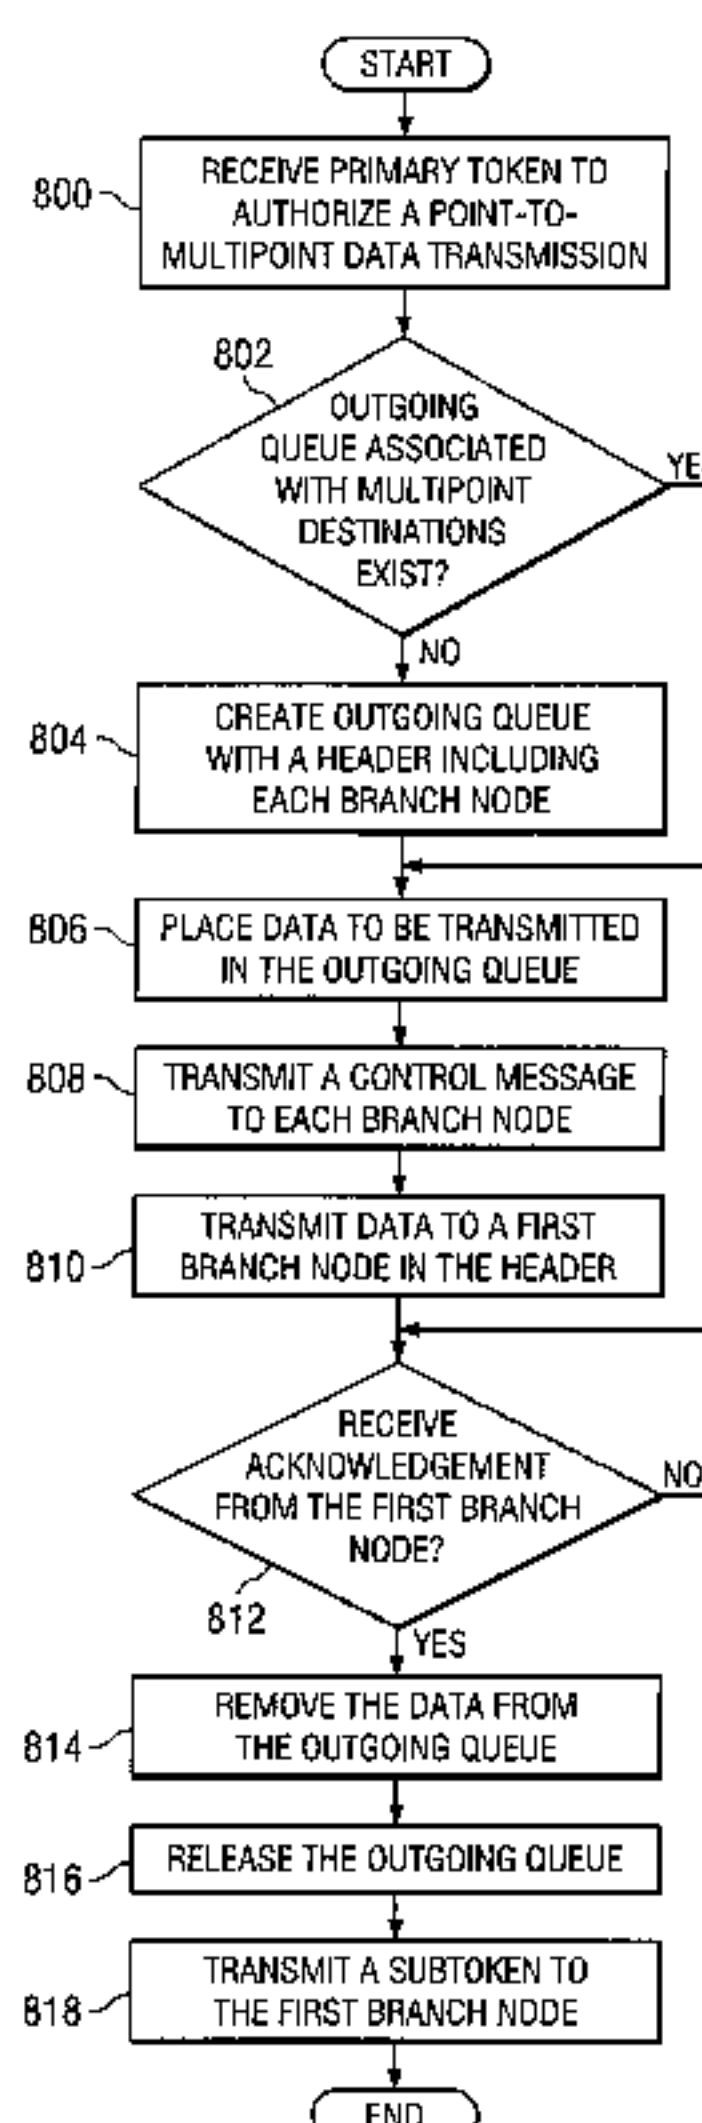 START
800
RECEIVE PRIMARY TOKEN TO
AUTHORIZE A POINT-TO-
MULTIPOINT DATA TRANSMISSION
802
OUTGOING
QUEUE ASSOCIATED
WITH MULTIPOINT
DESTINATIONS
EXIST?
YE
NO
804
CREATE OUTGOING QUEUE
WITH A HEADER INCLUDING
EACH BRANCH NODE
806
PLACE DATA TO BE TRANSMITTED
IN THE OUTGOING QUEUE
808
TRANSMIT A CONTROL MESSAGE
TO EACH BRANCH NODE
810
TRANSMIT DATA TO A FIRST
BRANCH NODE IN THE HEADER
RECEIVE
ACKNOWLEDGEMENT
FROM THE FIRST BRANCH
NODE?
NO
812
YES
814
REMOVE THE DATA FROM
THE OUTGOING QUEUE
816
RELEASE THE OUTGOING QUEUE
818
TRANSMIT A SUBTOKEN TO
THE FIRST BRANCH NODE
END